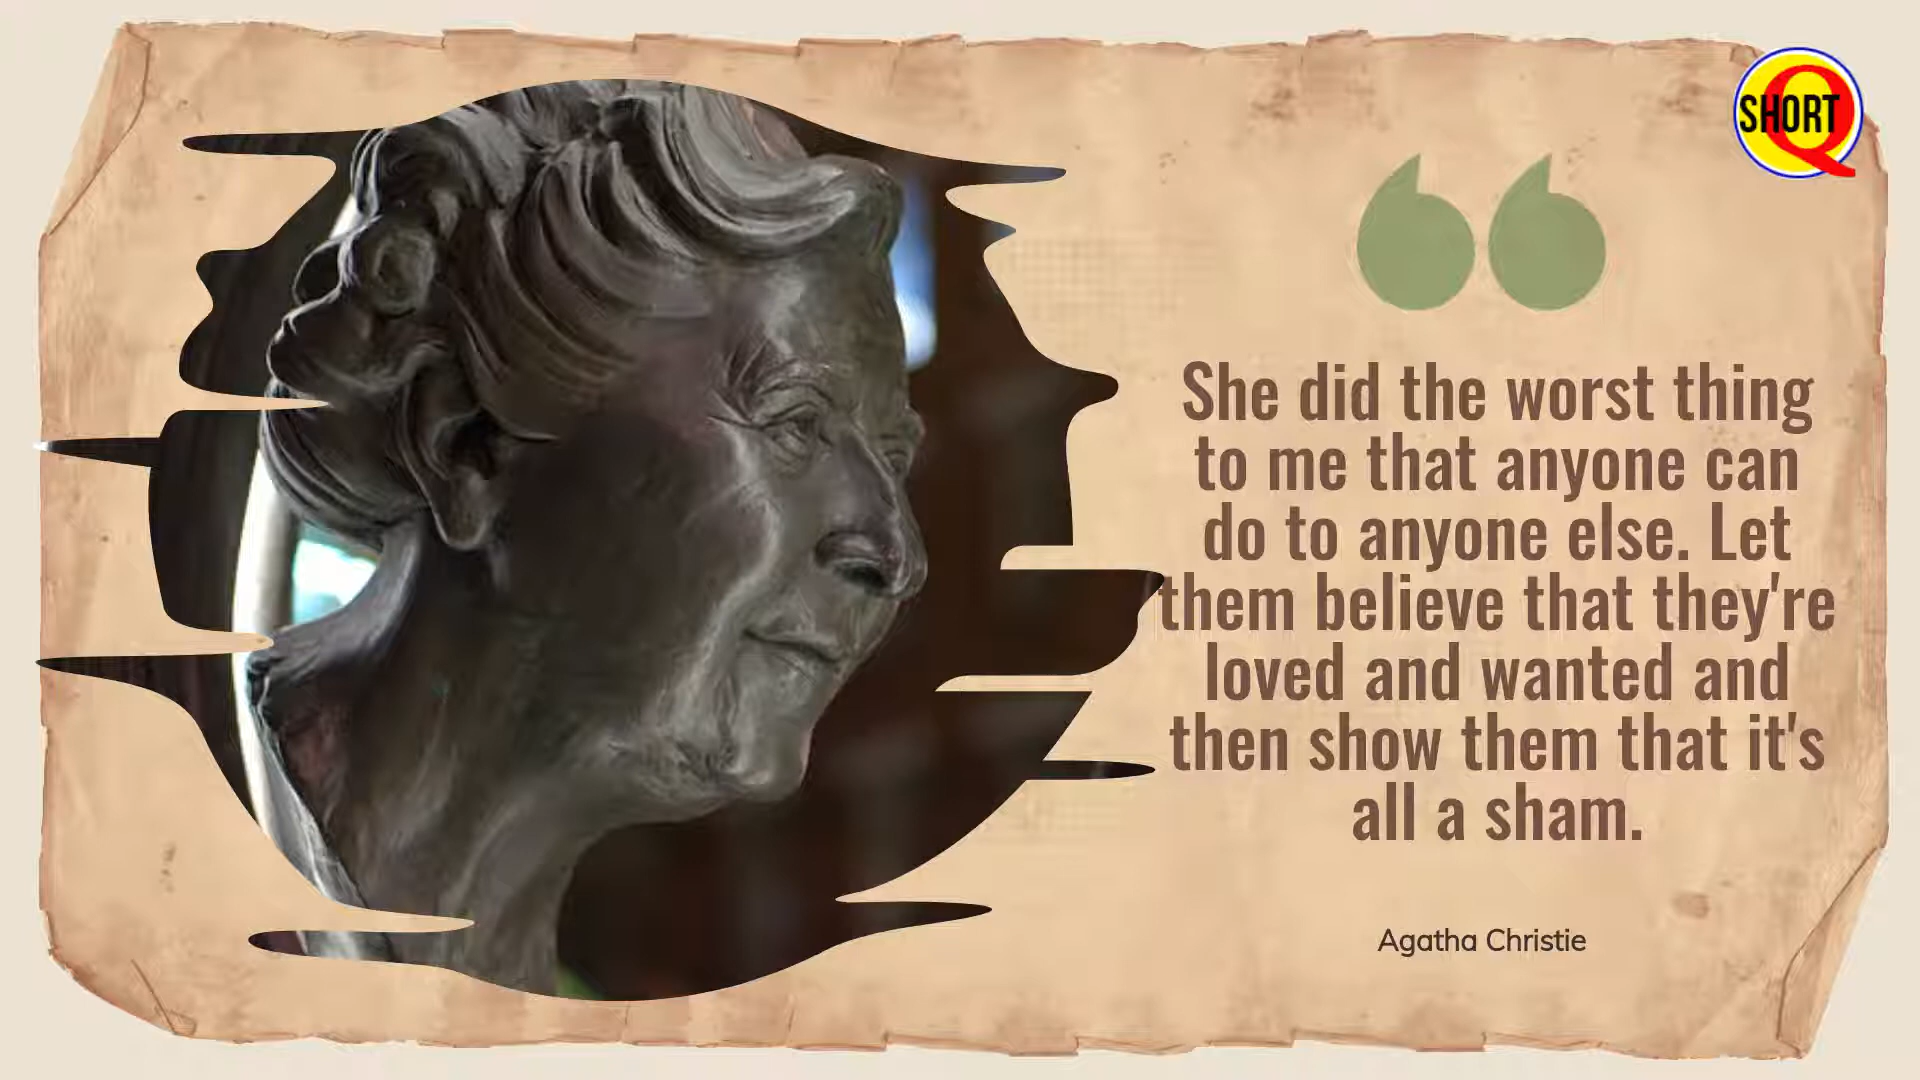 SHORT Q
She did the worst thing
to me that anyone can
do to anyone else. Let
them believe that they're
loved and wanted and
then show them that it's
all a sham.
Agatha Christie